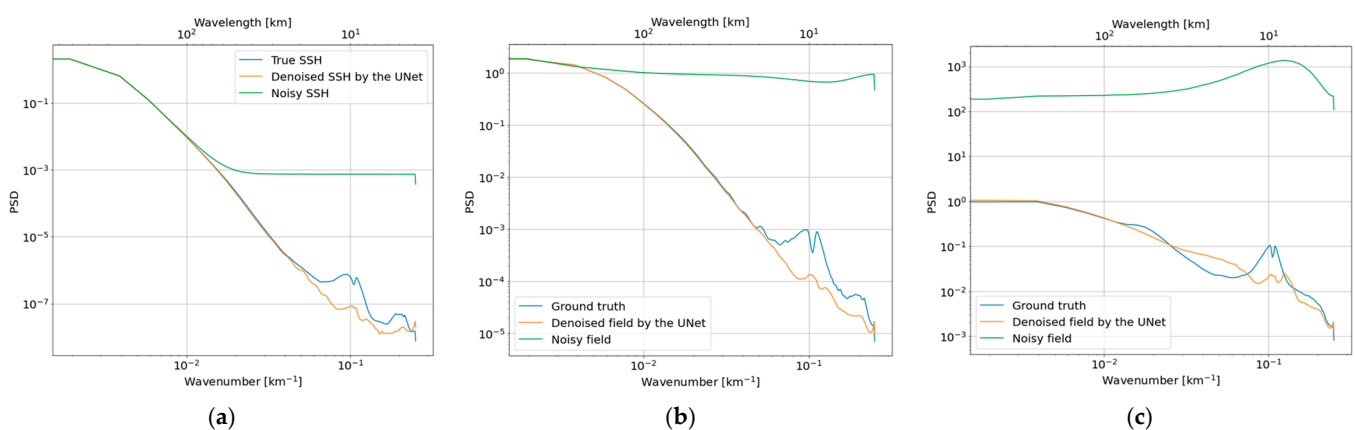 Wavelength [km]
10² 10¹
True SSH
Denoised SSH by the UNet
Noisy SSH
10⁻¹
10⁻³
10⁻⁵
10⁻⁷
PSD
10⁻² 10⁻¹
Wavenumber [km⁻¹]
(a)
Wavelength [km]
10² 10¹
10⁰
10⁻¹
10⁻²
10⁻³
10⁻⁴
10⁻⁵
PSD
Ground truth
Denoised field by the UNet
Noisy field
10⁻² 10⁻¹
Wavenumber [km⁻¹]
(b)
Wavelength [km]
10² 10¹
10³
10²
10¹
10⁰
10⁻¹
10⁻²
10⁻³
PSD
Ground truth
Denoised field by the UNet
Noisy field
10⁻² 10⁻¹
Wavenumber [km⁻¹]
(c)